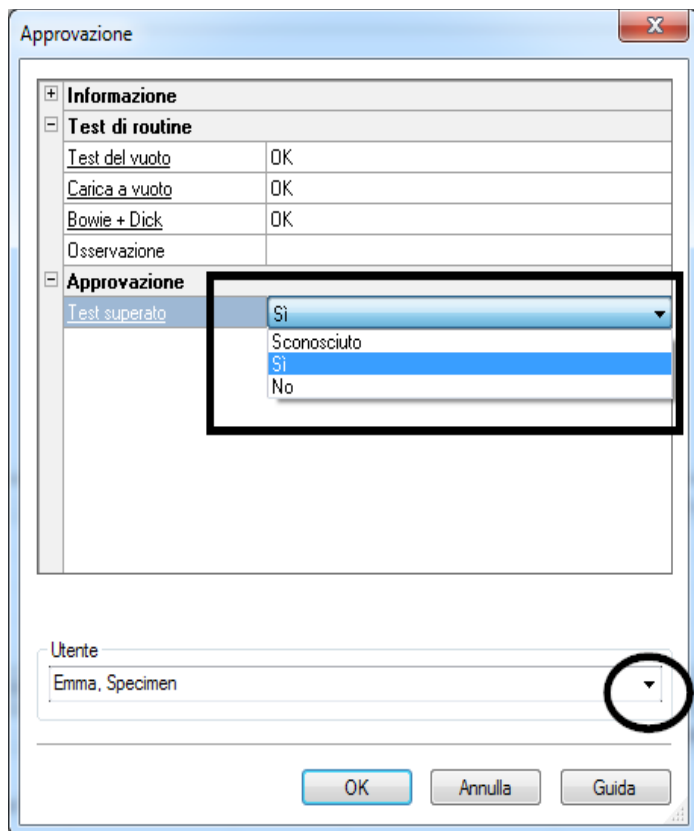 Approvazione
Informazione
Test di routine
Test del vuoto OK
Carica a vuoto OK
Bowie + Dick OK
Osservazione
Approvazione
Test superato Sì
Sconosciuto
Sì
No
Utente
Emma, Specimen
OK Annulla Guida